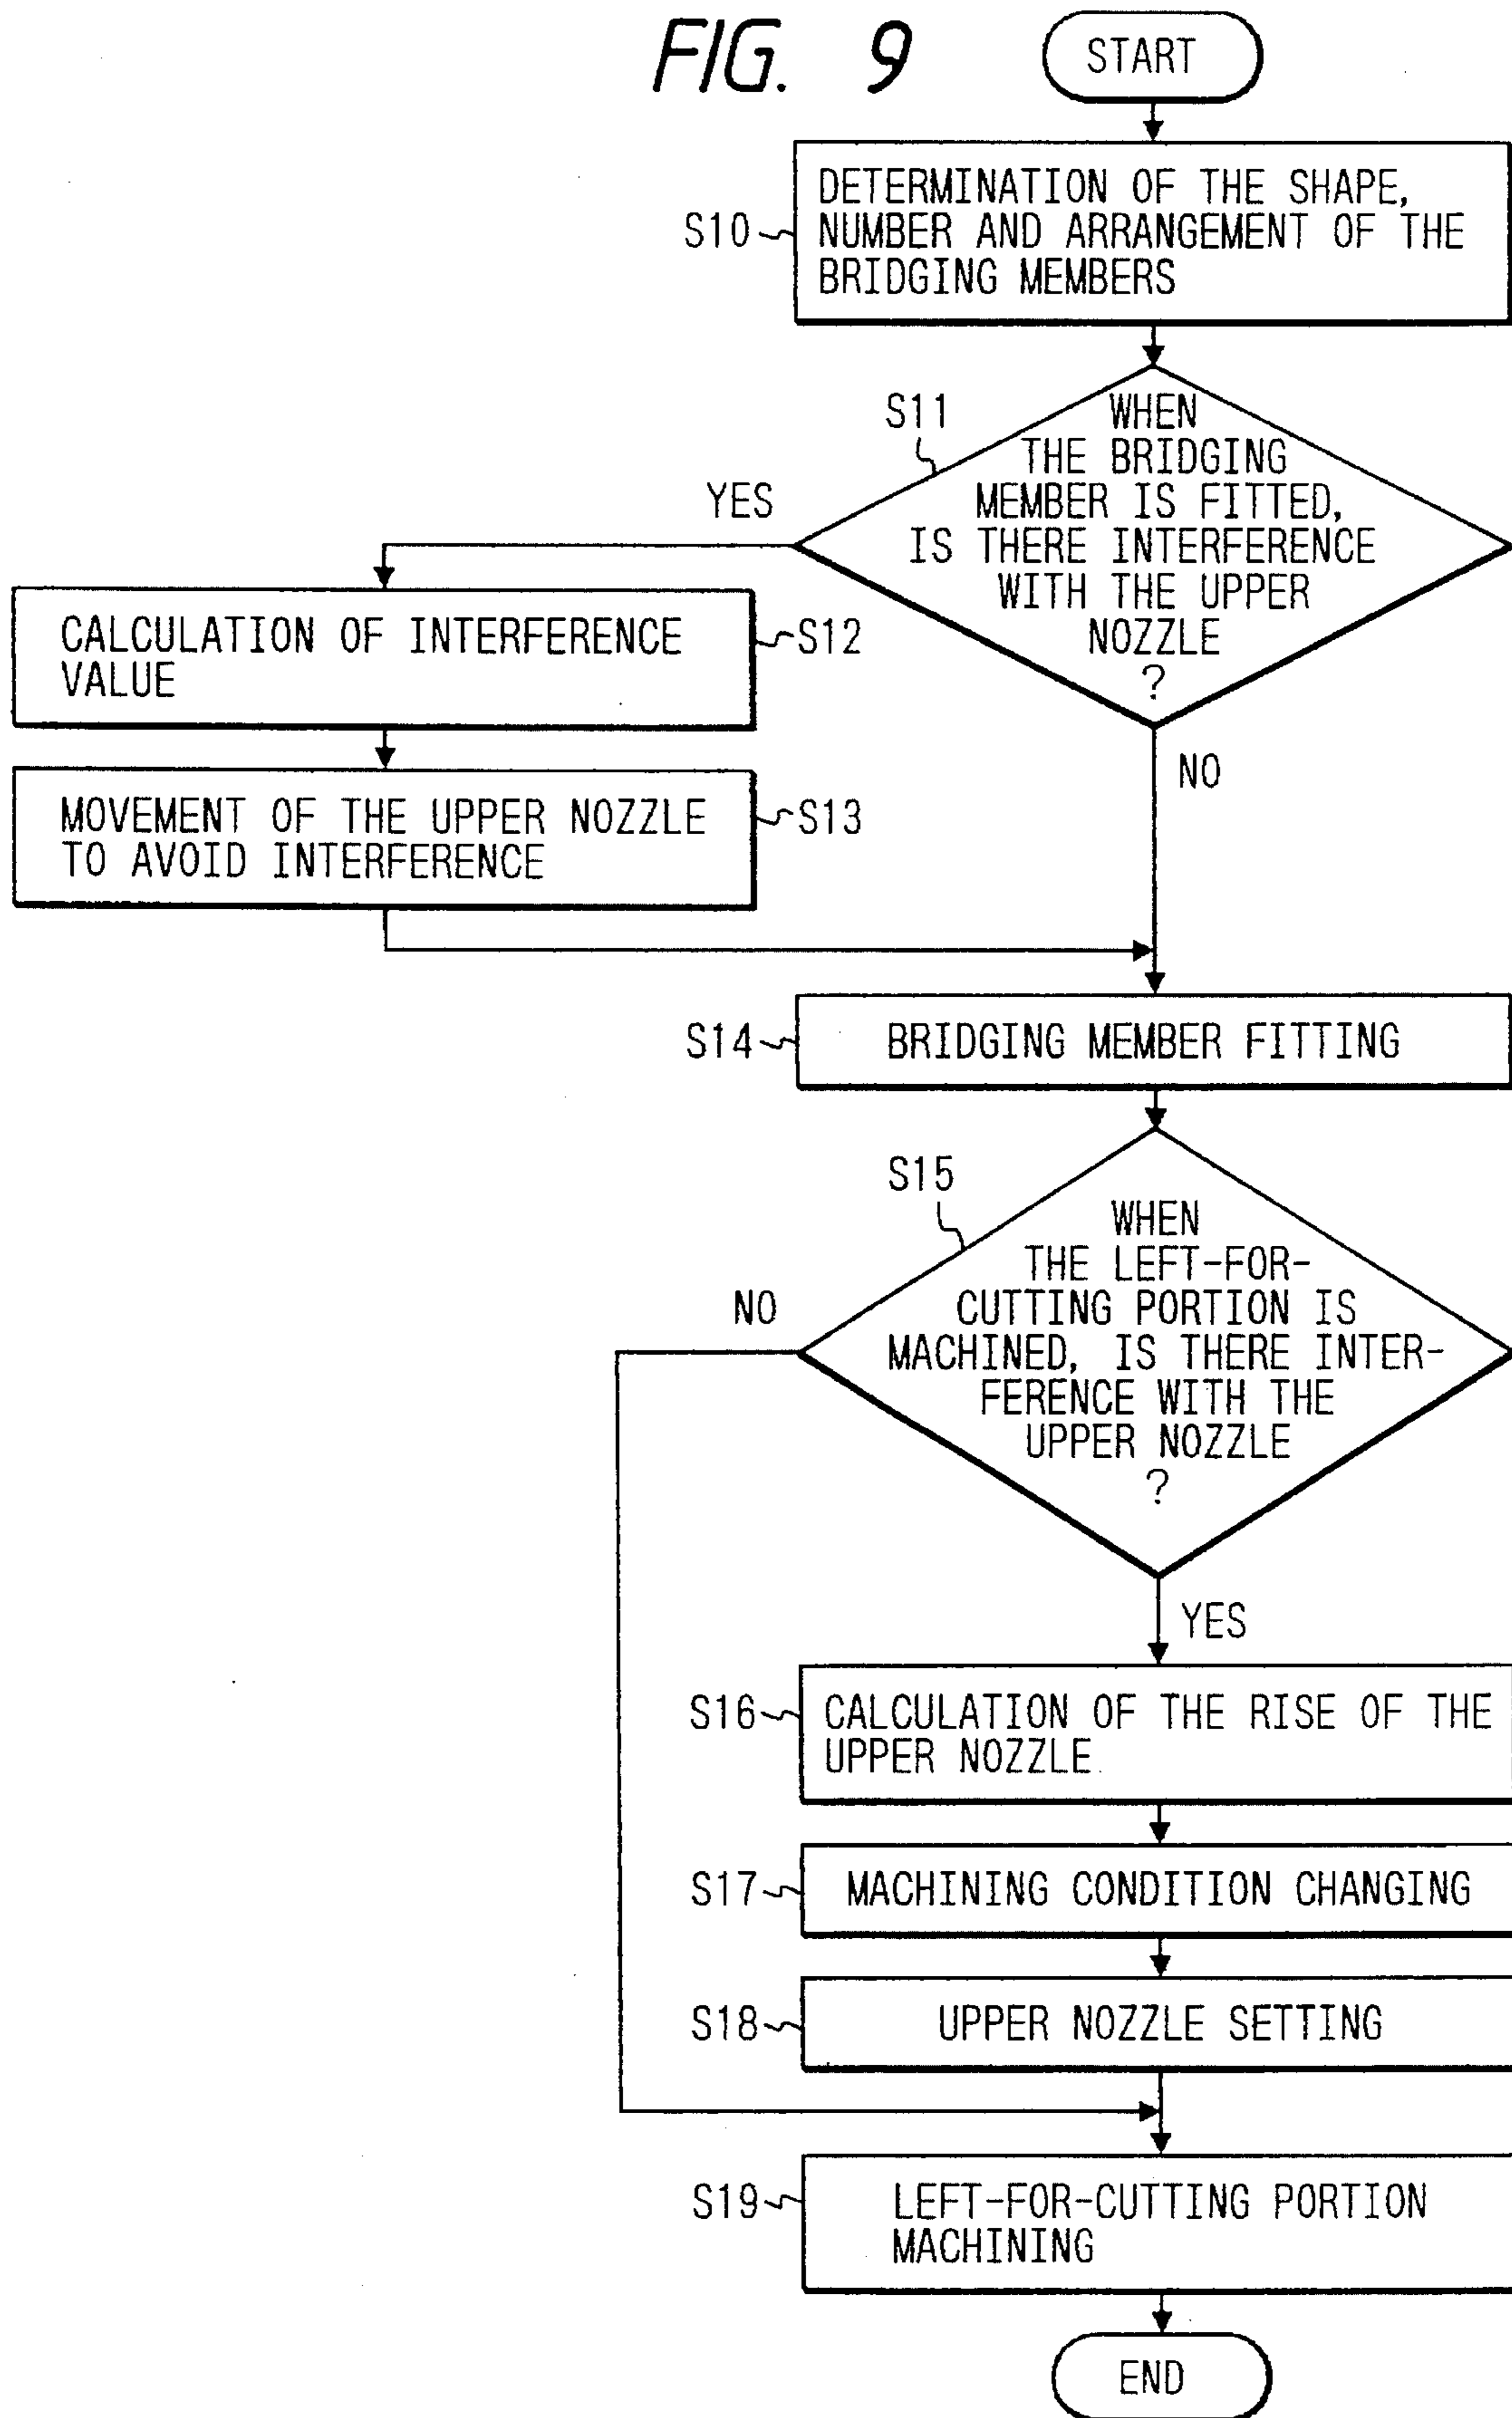 FIG. 9
START
S10
DETERMINATION OF THE SHAPE,
NUMBER AND ARRANGEMENT OF THE
BRIDGING MEMBERS
S11
WHEN
THE BRIDGING
MEMBER IS FITTED,
IS THERE INTERFERENCE
WITH THE UPPER
NOZZLE
?
YES
NO
CALCULATION OF INTERFERENCE
VALUE
S12
MOVEMENT OF THE UPPER NOZZLE
TO AVOID INTERFERENCE
S13
S14
BRIDGING MEMBER FITTING
S15
WHEN
THE LEFT-FOR-
CUTTING PORTION IS
MACHINED, IS THERE INTER-
FERENCE WITH THE
UPPER NOZZLE
?
NO
YES
S16
CALCULATION OF THE RISE OF THE
UPPER NOZZLE
S17
MACHINING CONDITION CHANGING
S18
UPPER NOZZLE SETTING
S19
LEFT-FOR-CUTTING PORTION
MACHINING
END